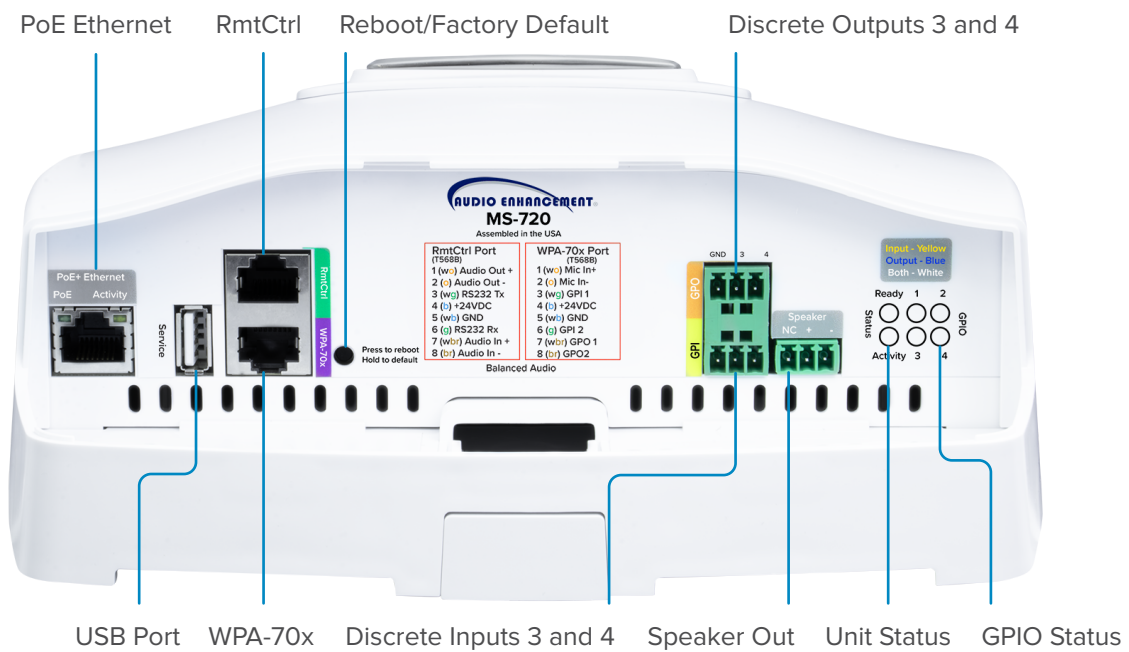 PoE Ethernet
RmtCtrl
Reboot/Factory Default
Discrete Outputs 3 and 4
AUDIO ENHANCEMENT
MS-720
Assembled in the USA
PoE+ Ethernet
PoE Activity
Service
RmtCtrl
WPA-70x
Press to reboot
Hold to default
RmtCtrl Port
(T568B)
1 (wo) Audio Out +
2 (o) Audio Out -
3 (wg) RS232 Tx
4 (b) +24VDC
5 (wb) GND
6 (g) RS232 Rx
7 (wbr) Audio In +
8 (br) Audio In -
WPA-70x Port
(T568B)
1 (wo) Mic In+
2 (o) Mic In-
3 (wg) GPI 1
4 (b) +24VDC
5 (wb) GND
6 (g) GPI 2
7 (wbr) GPO 1
8 (br) GPO2
Balanced Audio
GND 3 4
GPO
GPI
Speaker
NC + -
Input - Yellow
Output - Blue
Both - White
Ready 1 2
Status
GPIO
Activity 3 4
USB Port
WPA-70x
Discrete Inputs 3 and 4
Speaker Out
Unit Status
GPIO Status